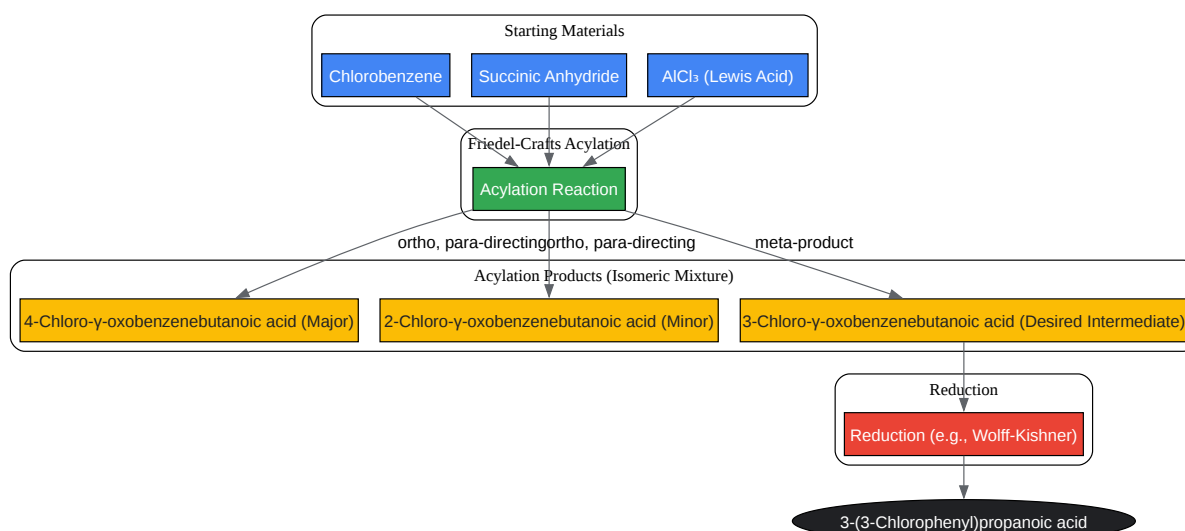 Starting Materials
Chlorobenzene
Succinic Anhydride
AlCl₃ (Lewis Acid)
Friedel-Crafts Acylation
Acylation Reaction
ortho, para-directing
ortho, para-directing
meta-product
Acylation Products (Isomeric Mixture)
4-Chloro-γ-oxobenzenebutanoic acid (Major)
2-Chloro-γ-oxobenzenebutanoic acid (Minor)
3-Chloro-γ-oxobenzenebutanoic acid (Desired Intermediate)
Reduction
Reduction (e.g., Wolff-Kishner)
3-(3-Chlorophenyl)propanoic acid